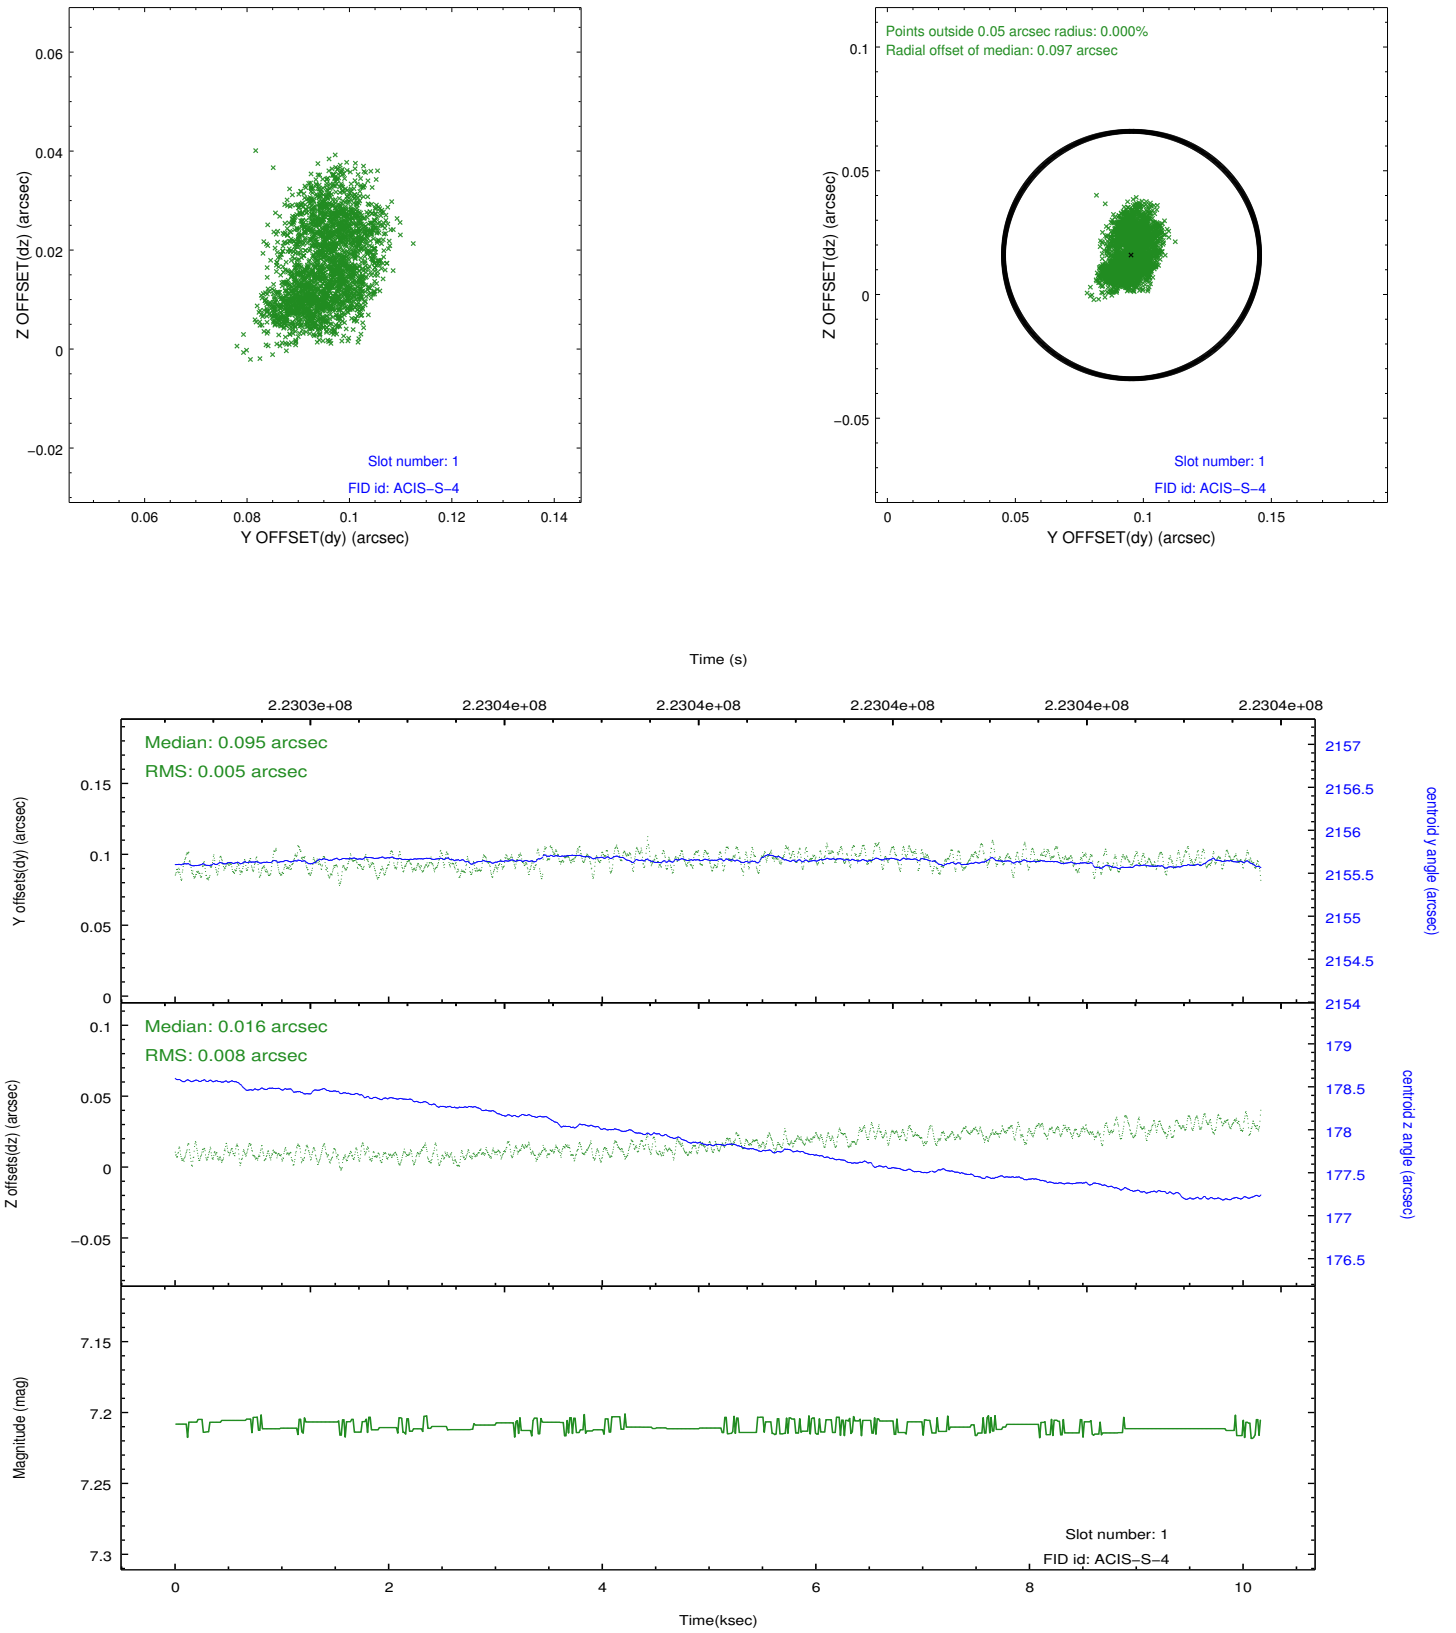 0.06
0.04
0.02
0
−0.02
Z OFFSET(dz) (arcsec)
Slot number: 1
FID id: ACIS−S−4
0.06 0.08 0.1 0.12 0.14
Y OFFSET(dy) (arcsec)
Points outside 0.05 arcsec radius: 0.000%
Radial offset of median: 0.097 arcsec
0.1
0.05
0
−0.05
Z OFFSET(dz) (arcsec)
Slot number: 1
FID id: ACIS−S−4
0 0.05 0.1 0.15
Y OFFSET(dy) (arcsec)
Time (s)
2.2303e+08 2.2304e+08 2.2304e+08 2.2304e+08 2.2304e+08 2.2304e+08
Median: 0.095 arcsec
RMS: 0.005 arcsec
0.15
0.1
0.05
0
Y offsets(dy) (arcsec)
2157
2156.5
2156
2155.5
2155
2154.5
2154
centroid y angle (arcsec)
Median: 0.016 arcsec
RMS: 0.008 arcsec
0.1
0.05
0
−0.05
Z offsets(dz) (arcsec)
179
178.5
178
177.5
177
176.5
centroid z angle (arcsec)
7.15
7.2
7.25
7.3
Magnitude (mag)
Slot number: 1
FID id: ACIS−S−4
0 2 4 6 8 10
Time(ksec)